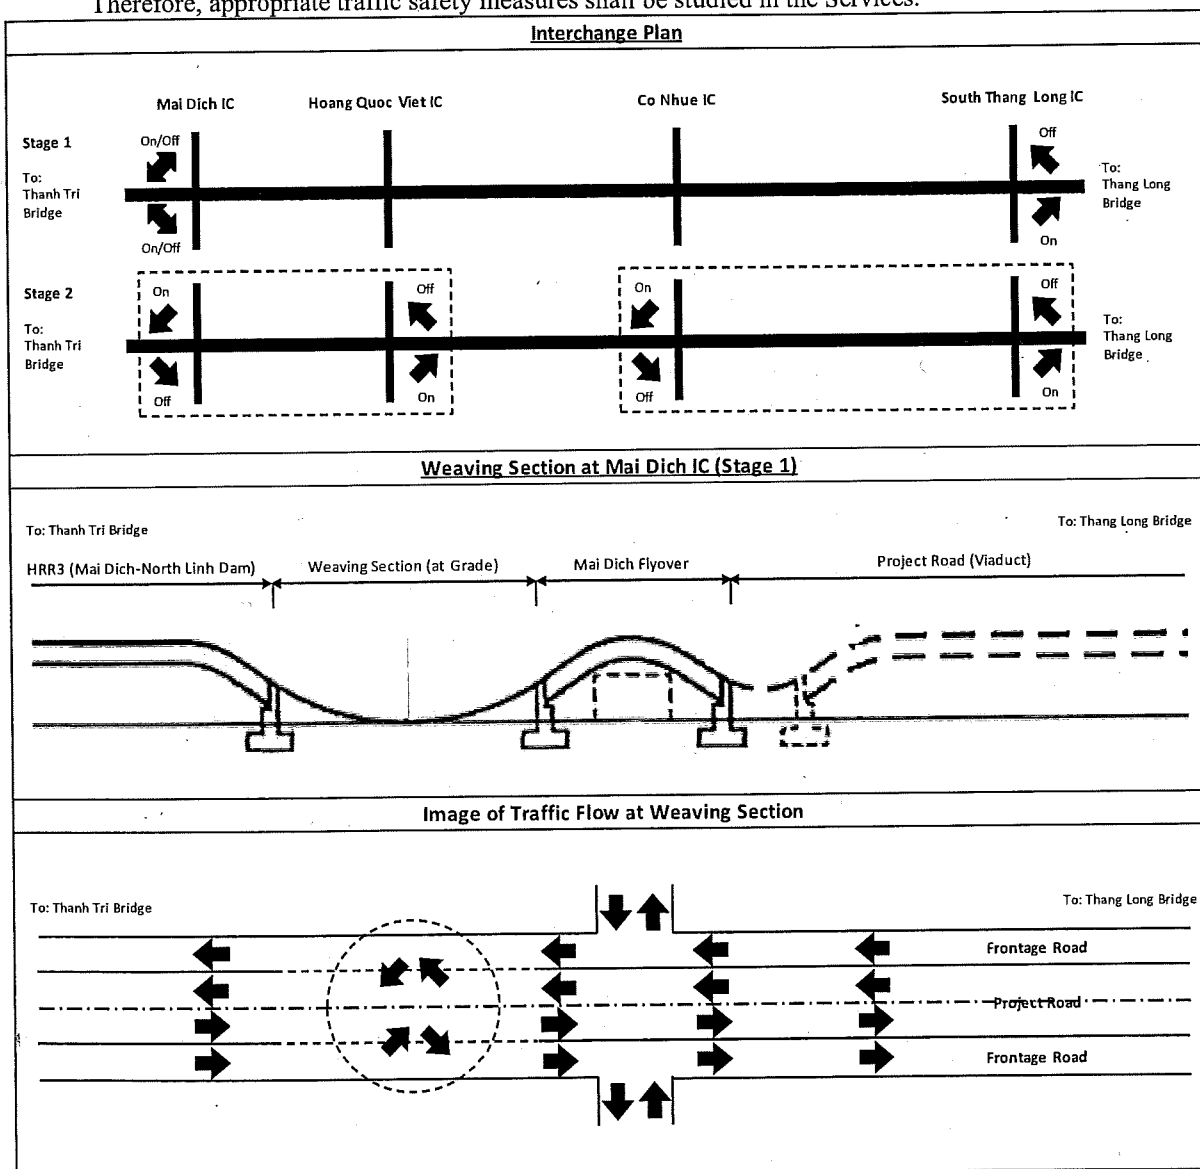 Therefore, appropriate traffic safety measures shall be studied in the Services.
Interchange Plan
Mai Dich IC
Hoang Quoc Viet IC
Co Nhue IC
South Thang Long IC
Stage 1
On/Off
Off
To:
Thanh Tri
Bridge
To:
Thang Long
Bridge
On/Off
On
Stage 2
On
Off
On
Off
To:
Thanh Tri
Bridge
To:
Thang Long
Bridge
Off
On
Off
On
Weaving Section at Mai Dich IC (Stage 1)
To: Thanh Tri Bridge
To: Thang Long Bridge
HRR3 (Mai Dich-North Linh Dam)
Weaving Section (at Grade)
Mai Dich Flyover
Project Road (Viaduct)
Image of Traffic Flow at Weaving Section
To: Thanh Tri Bridge
To: Thang Long Bridge
Frontage Road
Project Road
Frontage Road